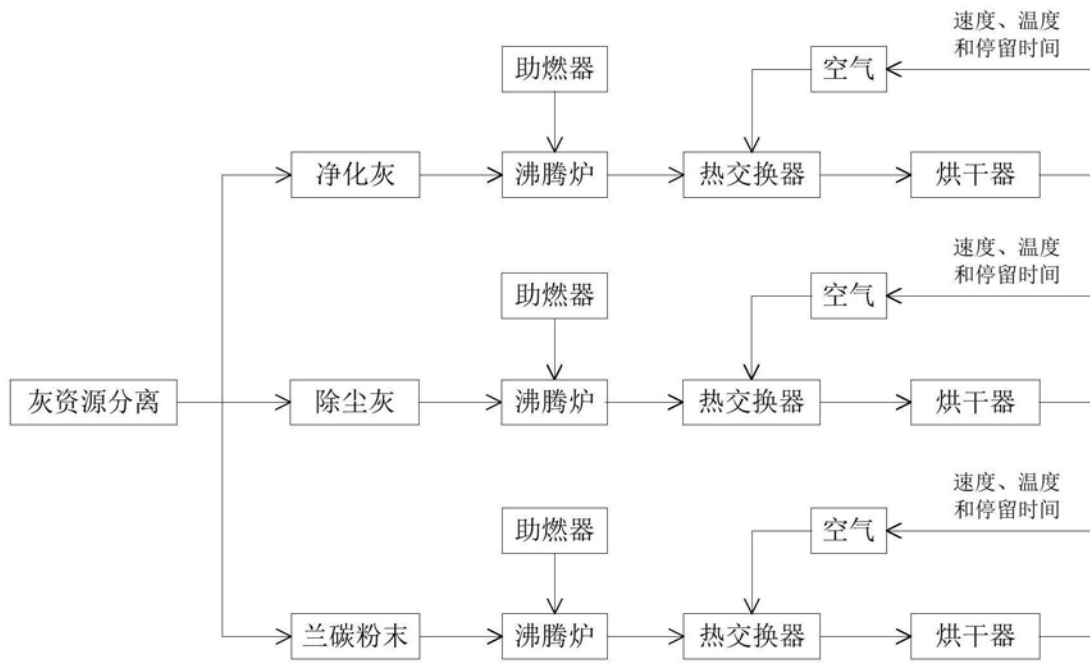 速度、温度
和停留时间
助燃器
空气
净化灰
沸腾炉
热交换器
烘干器
速度、温度
和停留时间
助燃器
空气
灰资源分离
除尘灰
沸腾炉
热交换器
烘干器
速度、温度
和停留时间
助燃器
空气
兰碳粉末
沸腾炉
热交换器
烘干器